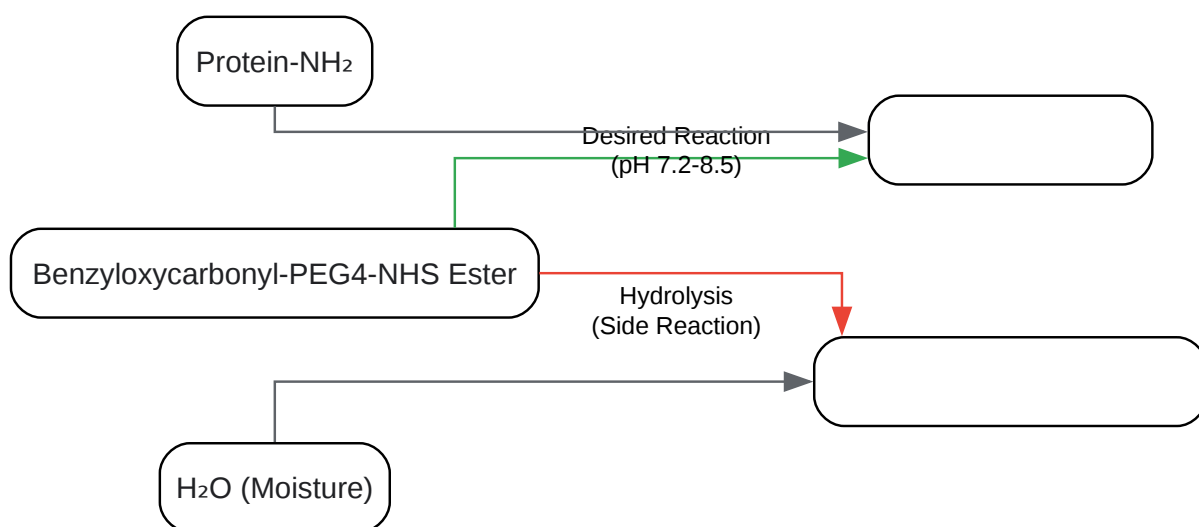 Protein-NH₂
Desired Reaction
(pH 7.2-8.5)
Benzyloxycarbonyl-PEG4-NHS Ester
Hydrolysis
(Side Reaction)
H₂O (Moisture)